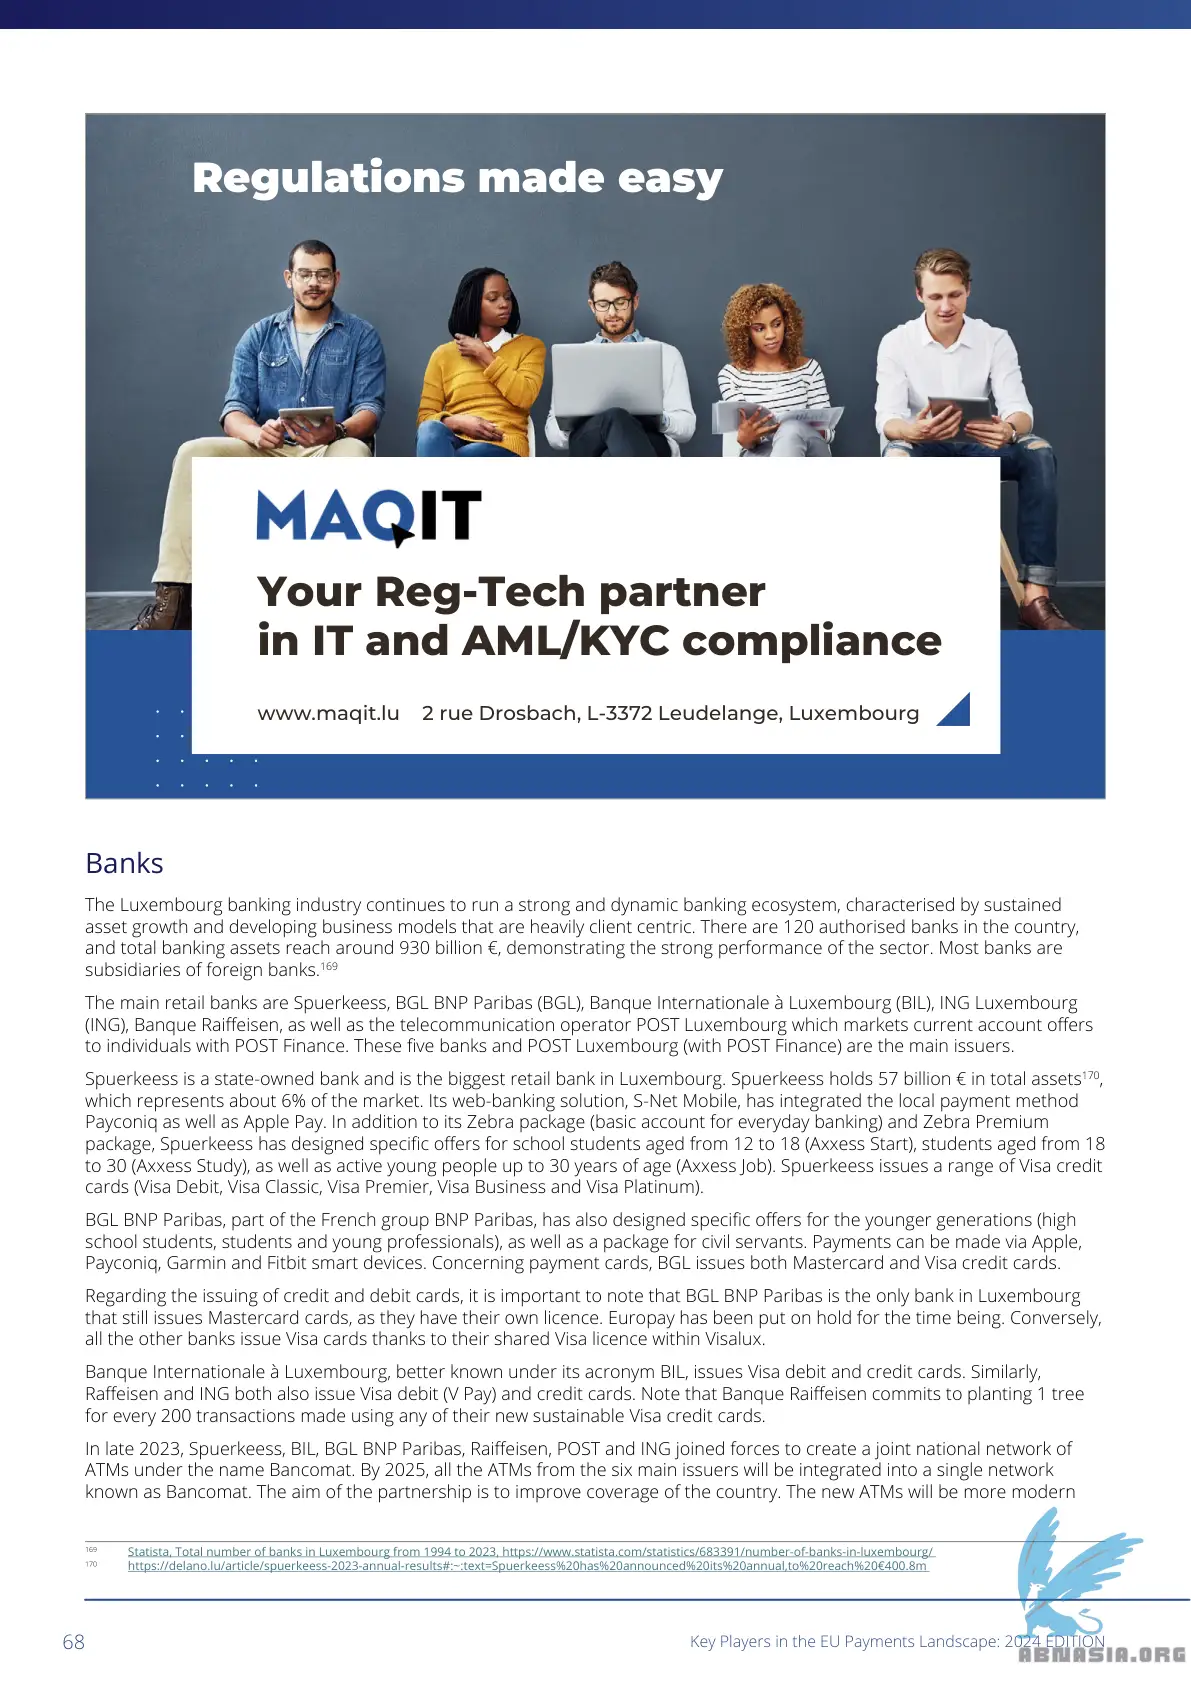 Regulations made easy
MAQIT
Your Reg-Tech partner
in IT and AML/KYC compliance
www.maqit.lu 2 rue Drosbach, L-3372 Leudelange, Luxembourg
Banks
The Luxembourg banking industry continues to run a strong and dynamic banking ecosystem, characterised by sustained
asset growth and developing business models that are heavily client centric. There are 120 authorised banks in the country,
and total banking assets reach around 930 billion €, demonstrating the strong performance of the sector. Most banks are
subsidiaries of foreign banks.169
The main retail banks are Spuerkeess, BGL BNP Paribas (BGL), Banque Internationale à Luxembourg (BIL), ING Luxembourg
(ING), Banque Raiffeisen, as well as the telecommunication operator POST Luxembourg which markets current account offers
to individuals with POST Finance. These five banks and POST Luxembourg (with POST Finance) are the main issuers.
Spuerkeess is a state-owned bank and is the biggest retail bank in Luxembourg. Spuerkeess holds 57 billion € in total assets170,
which represents about 6% of the market. Its web-banking solution, S-Net Mobile, has integrated the local payment method
Payconiq as well as Apple Pay. In addition to its Zebra package (basic account for everyday banking) and Zebra Premium
package, Spuerkeess has designed specific offers for school students aged from 12 to 18 (Axxess Start), students aged from 18
to 30 (Axxess Study), as well as active young people up to 30 years of age (Axxess Job). Spuerkeess issues a range of Visa credit
cards (Visa Debit, Visa Classic, Visa Premier, Visa Business and Visa Platinum).
BGL BNP Paribas, part of the French group BNP Paribas, has also designed specific offers for the younger generations (high
school students, students and young professionals), as well as a package for civil servants. Payments can be made via Apple,
Payconiq, Garmin and Fitbit smart devices. Concerning payment cards, BGL issues both Mastercard and Visa credit cards.
Regarding the issuing of credit and debit cards, it is important to note that BGL BNP Paribas is the only bank in Luxembourg
that still issues Mastercard cards, as they have their own licence. Europay has been put on hold for the time being. Conversely,
all the other banks issue Visa cards thanks to their shared Visa licence within Visalux.
Banque Internationale à Luxembourg, better known under its acronym BIL, issues Visa debit and credit cards. Similarly,
Raffeisen and ING both also issue Visa debit (V Pay) and credit cards. Note that Banque Raiffeisen commits to planting 1 tree
for every 200 transactions made using any of their new sustainable Visa credit cards.
In late 2023, Spuerkeess, BIL, BGL BNP Paribas, Raiffeisen, POST and ING joined forces to create a joint national network of
ATMs under the name Bancomat. By 2025, all the ATMs from the six main issuers will be integrated into a single network
known as Bancomat. The aim of the partnership is to improve coverage of the country. The new ATMs will be more modern
169 Statista, Total number of banks in Luxembourg from 1994 to 2023, https://www.statista.com/statistics/683391/number-of-banks-in-luxembourg/
170 https://delano.lu/article/spuerkeess-2023-annual-results#:~:text=Spuerkeess%20has%20announced%20its%20annual,to%20reach%20€400.8m
68 Key Players in the EU Payments Landscape: 2024 EDITION
ABNASIA.ORG